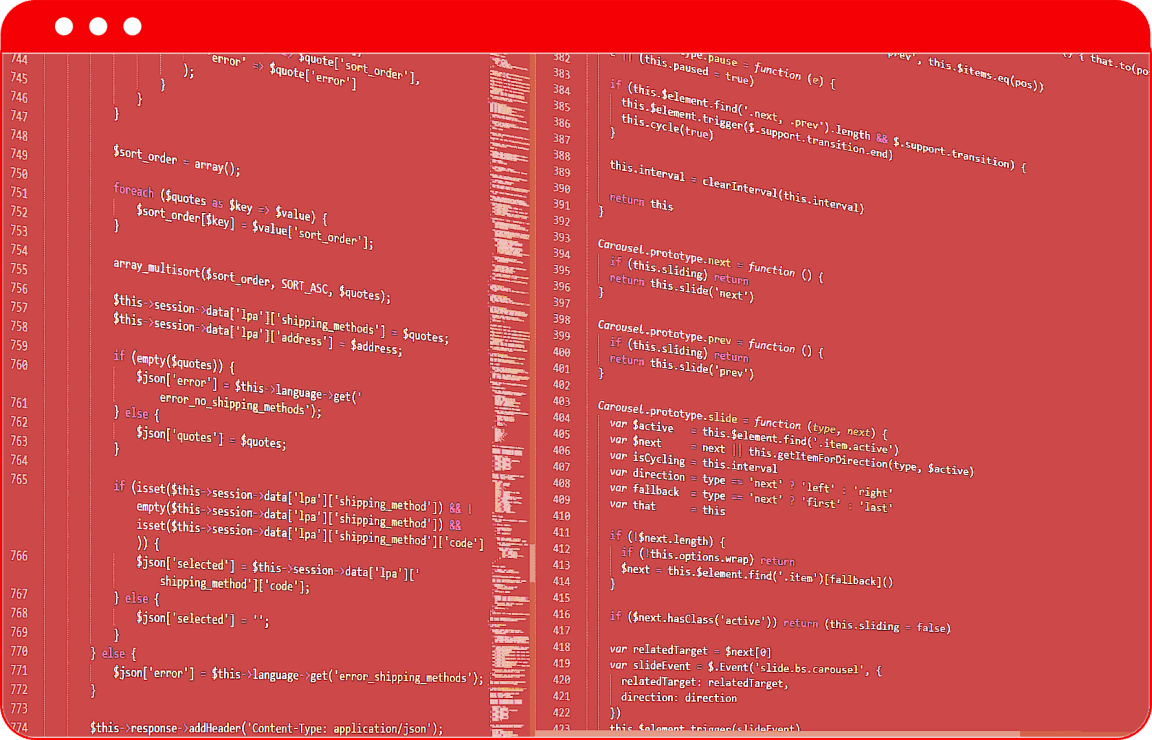 744 => $quote['sort_order'],
745 'error' => $quote['error']
746 );
}
747 }
748 }
749 $sort_order = array();
750
751 foreach ($quotes as $key => $value) {
752 $sort_order[$key] = $value['sort_order'];
753 }
754
755 array_multisort($sort_order, SORT_ASC, $quotes);
756
757 $this->session->data['lpa']['shipping_methods'] = $quotes;
758 $this->session->data['lpa']['address'] = $address;
759
760 if (empty($quotes)) {
$json['error'] = $this->language->get('
761 error_no_shipping_methods');
762 } else {
763 $json['quotes'] = $quotes;
764 }
765 if (isset($this->session->data['lpa']['shipping_method']) && !
empty($this->session->data['lpa']['shipping_method']) &&
isset($this->session->data['lpa']['shipping_method']['code']
)) {
766 $json['selected'] = $this->session->data['lpa']['
shipping_method']['code'];
767 } else {
768 $json['selected'] = '';
769 }
770 } else {
771 $json['error'] = $this->language->get('error_shipping_methods');
772 }
773
774 $this->response->addHeader('Content-Type: application/json');
382 type.pause = function (e) { prev', this.$items.eq(pos)) () { that.to(po
383 || (this.paused = true)
384 if (this.$element.find('.next, .prev').length && $.support.transition) {
385 this.$element.trigger($.support.transition.end)
386 this.cycle(true)
387 }
388
389 this.interval = clearInterval(this.interval)
390
391 return this
392 }
393
394 Carousel.prototype.next = function () {
395 if (this.sliding) return
396 return this.slide('next')
397 }
398
399 Carousel.prototype.prev = function () {
400 if (this.sliding) return
401 return this.slide('prev')
402 }
403
404 Carousel.prototype.slide = function (type, next) {
405 var $active = this.$element.find('.item.active')
406 var $next = next || this.getItemForDirection(type, $active)
407 var isCycling = this.interval
408 var direction = type == 'next' ? 'left' : 'right'
409 var fallback = type == 'next' ? 'first' : 'last'
410 var that = this
411
412 if (!$next.length) {
413 if (!this.options.wrap) return
414 $next = this.$element.find('.item')[fallback]()
415 }
416
417 if ($next.hasClass('active')) return (this.sliding = false)
418 var relatedTarget = $next[0]
419 var slideEvent = $.Event('slide.bs.carousel', {
420 relatedTarget: relatedTarget,
421 direction: direction
422 })
423 this.$element.trigger(slideEvent)